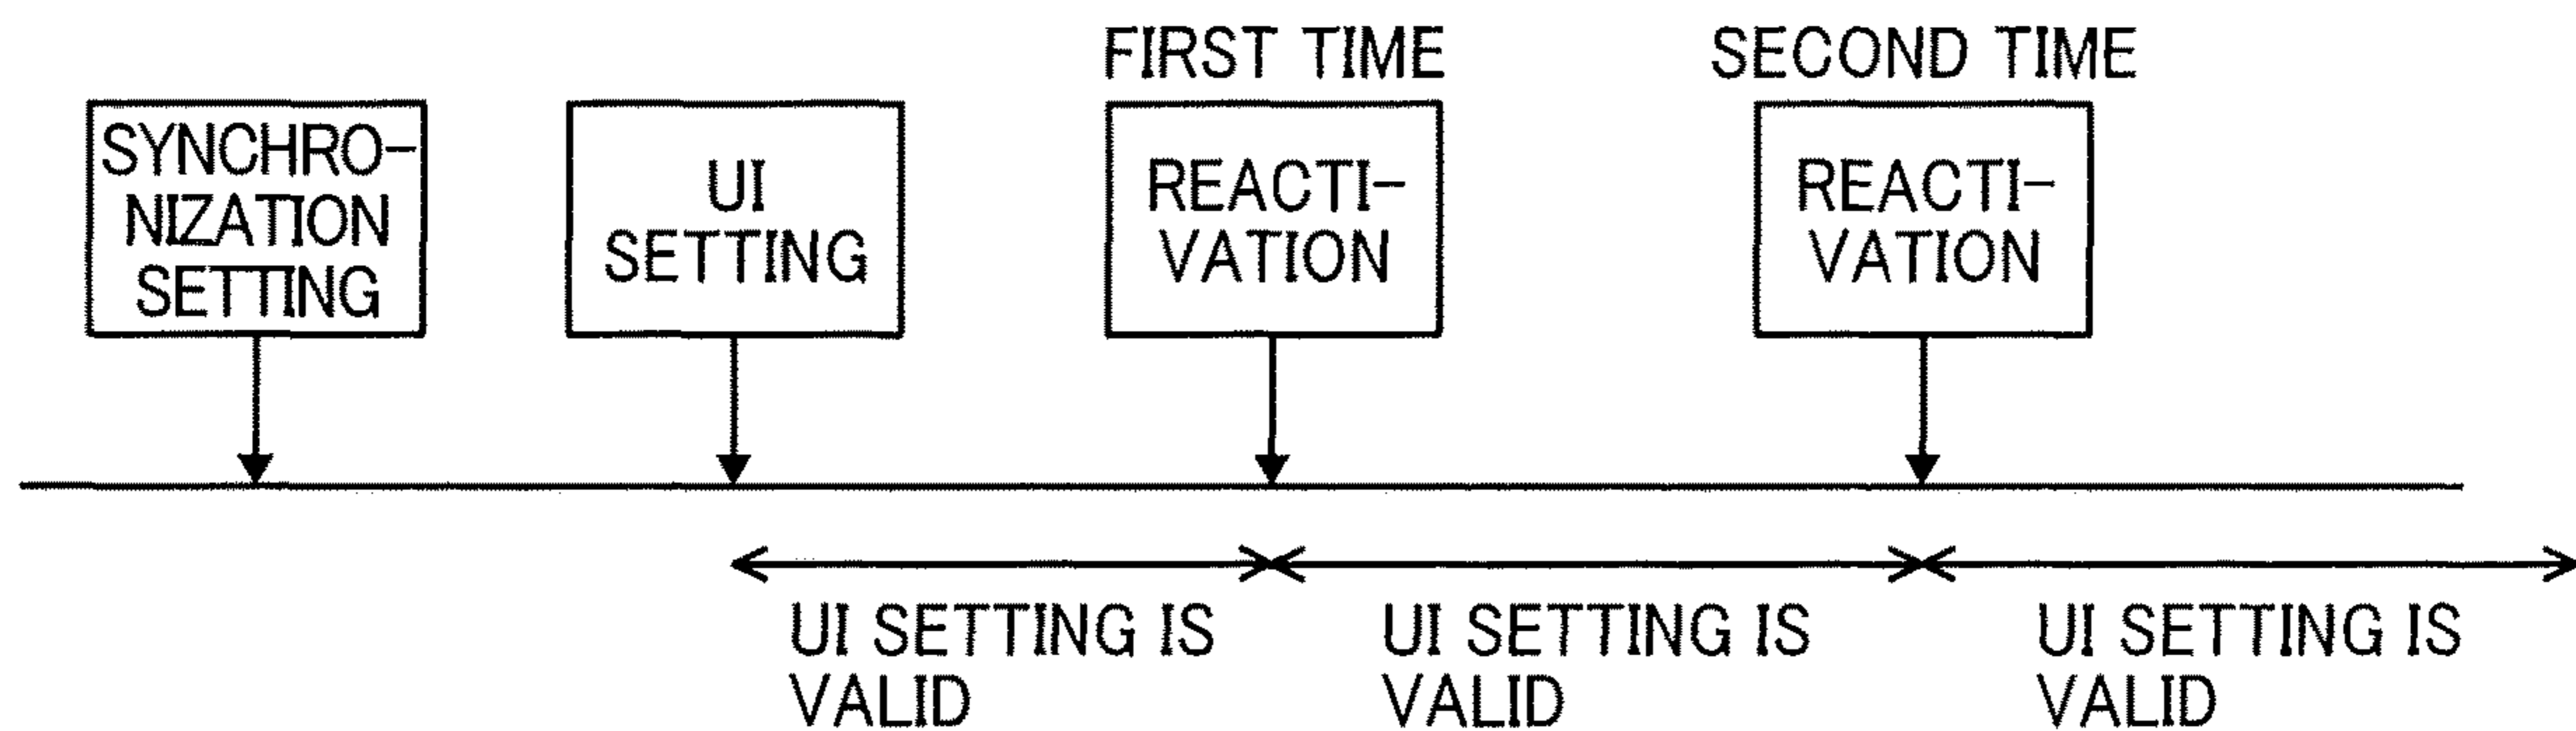 FIRST TIME
SECOND TIME
SYNCHRO-
NIZATION
SETTING
UI
SETTING
REACTI-
VATION
REACTI-
VATION
UI SETTING IS
VALID
UI SETTING IS
VALID
UI SETTING IS
VALID